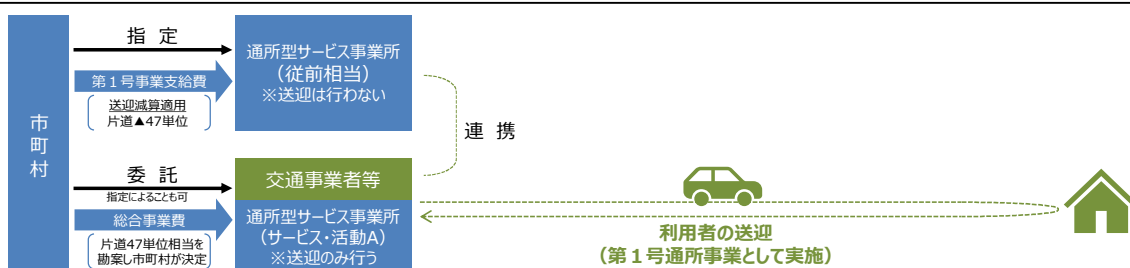 市町村
指定
第1号事業支給費
送迎減算適用
片道▲47単位
通所型サービス事業所
(従前相当)
※送迎は行わない
連携
委託
指定によることも可
総合事業費
片道47単位相当を
勘案し市町村が決定
交通事業者等
通所型サービス事業所
(サービス・活動A)
※送迎のみ行う
利用者の送迎
(第1号通所事業として実施)